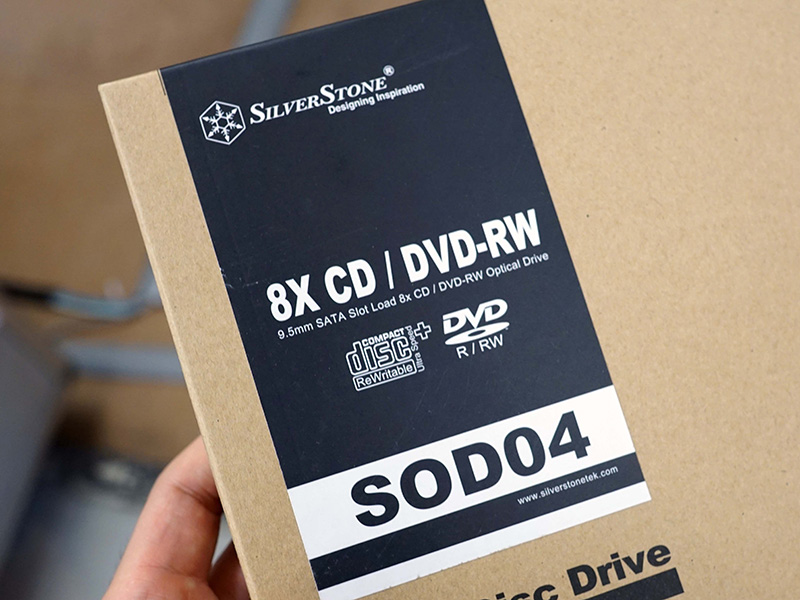 SILVERSTONE®
Designing Inspiration
8X CD / DVD-RW
9.5mm SATA Slot Load 8x CD / DVD-RW Optical Drive
COMPACT
disc
ReWritable
Ultra Speed+
DVD
R / RW
SOD04
www.silverstonetek.com
Disc Drive